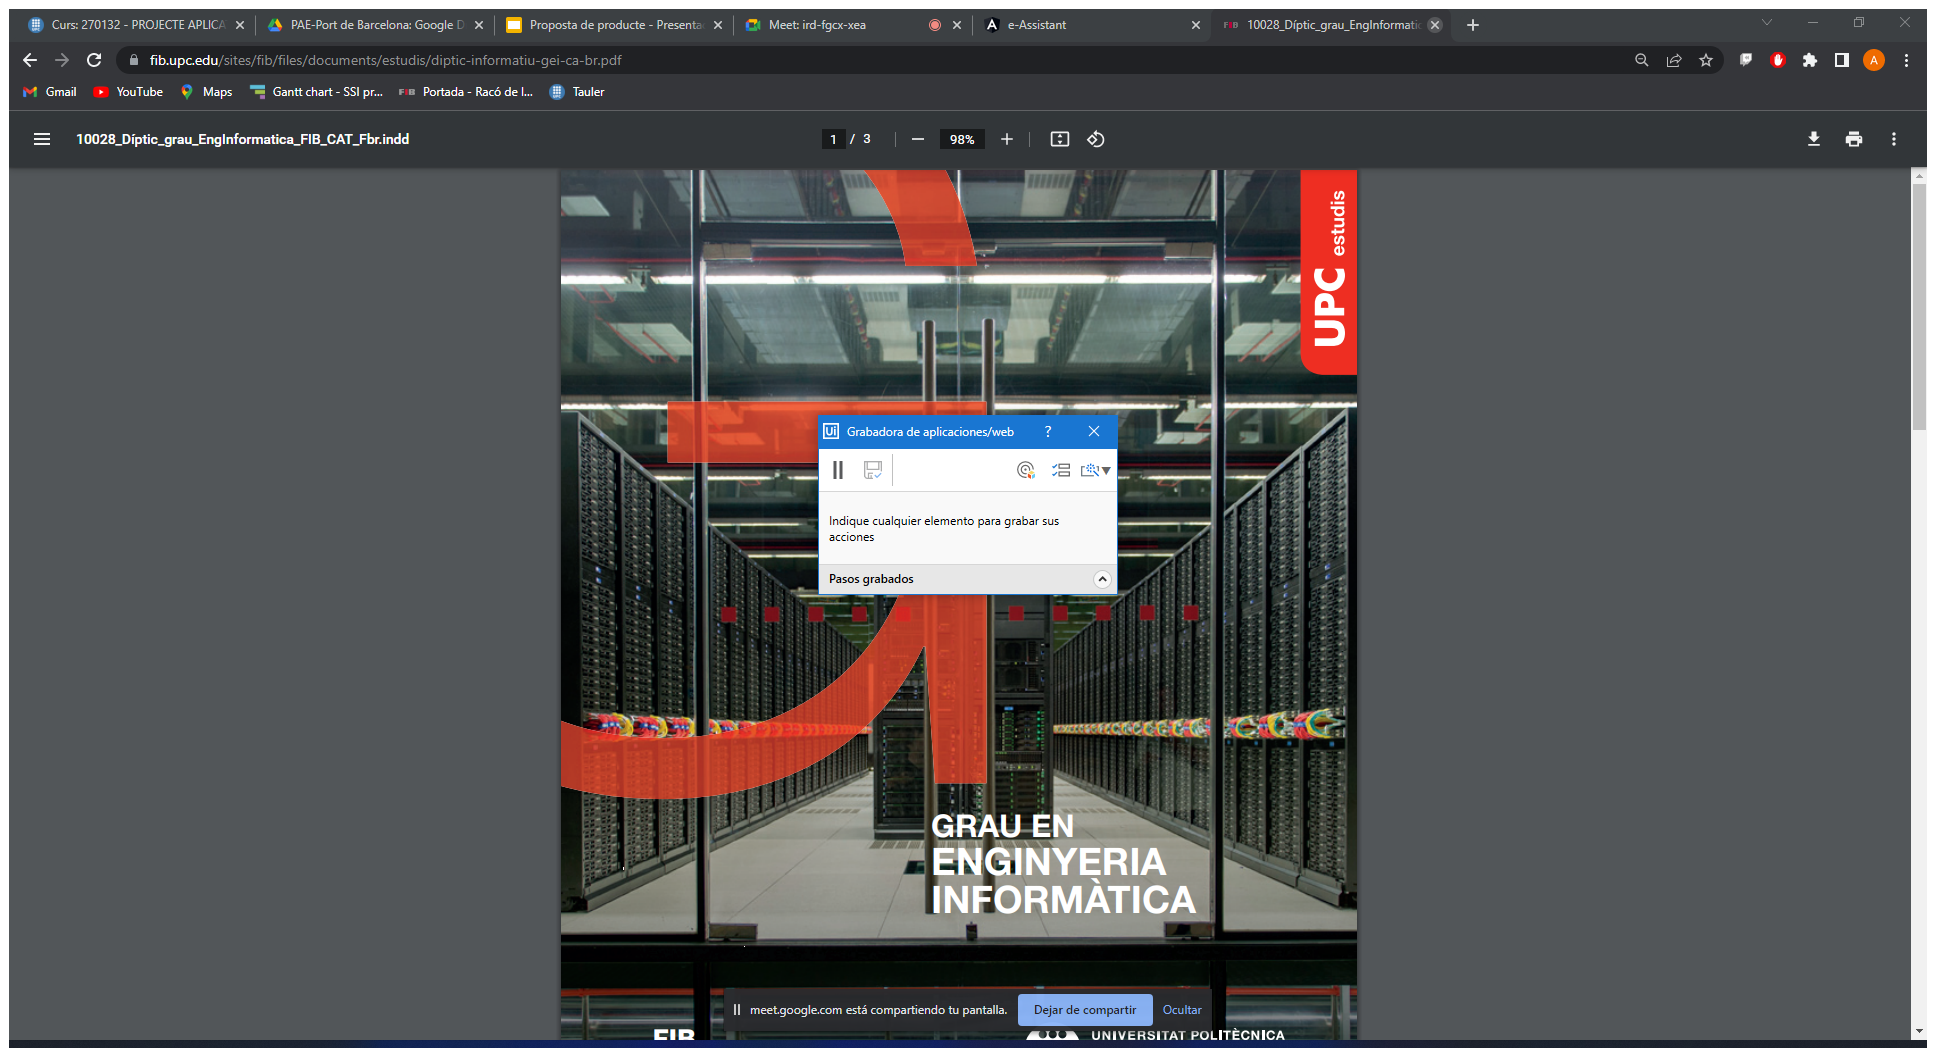 Curs: 270132 - PROJECTE APLICA
PAE-Port de Barcelona: Google D
Proposta de producte - Presenta
Meet: ird-fgcx-xea
e-Assistant
FIB 10028_Díptic_grau_EngInformatic
fib.upc.edu/sites/fib/files/documents/estudis/diptic-informatiu-gei-ca-br.pdf
A
Gmail
YouTube
Maps
Gantt chart - SSI pr...
FIB Portada - Racó de l...
Tauler
10028_Díptic_grau_EngInformatica_FIB_CAT_Fbr.indd
1 / 3
98%
UPC estudis
Ui Grabadora de aplicaciones/web ?
Indique cualquier elemento para grabar sus
acciones
Pasos grabados
GRAU EN
ENGINYERIA
INFORMÀTICA
meet.google.com está compartiendo tu pantalla.
Dejar de compartir
Ocultar
FIB
UNIVERSITAT POLITÈCNICA